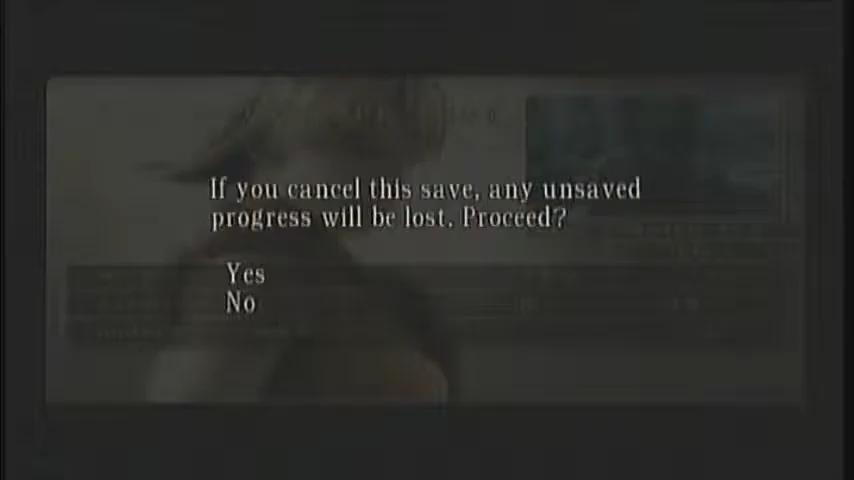 If you cancel this save, any unsaved
progress will be lost. Proceed?
Yes
No